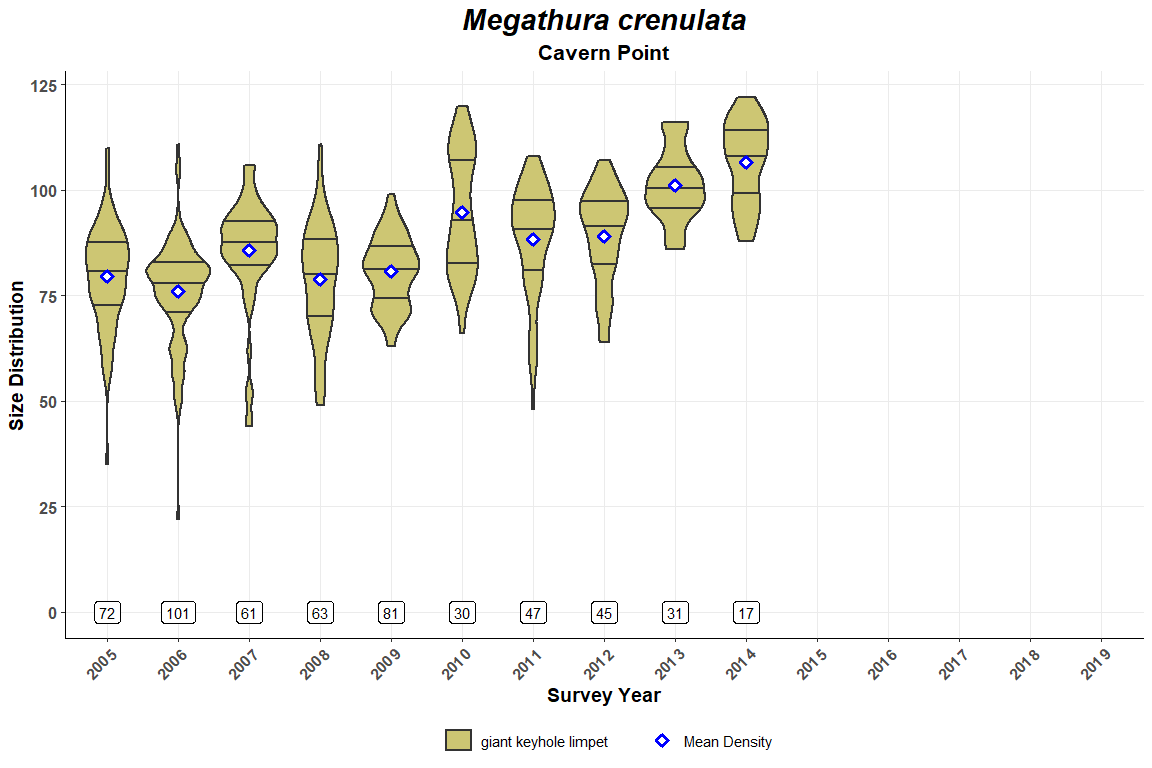 Megathura crenulata
Cavern Point
Size Distribution
125
100
75
50
25
0
72 101 61 63 81 30 47 45 31 17
2005 2006 2007 2008 2009 2010 2011 2012 2013 2014 2015 2016 2017 2018 2019
Survey Year
giant keyhole limpet Mean Density